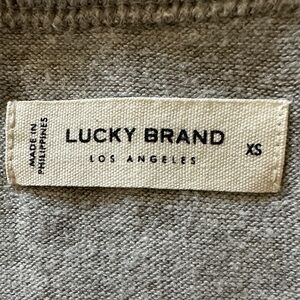 MADE IN
PHILIPPINES
LUCKY BRAND
LOS ANGELES
XS